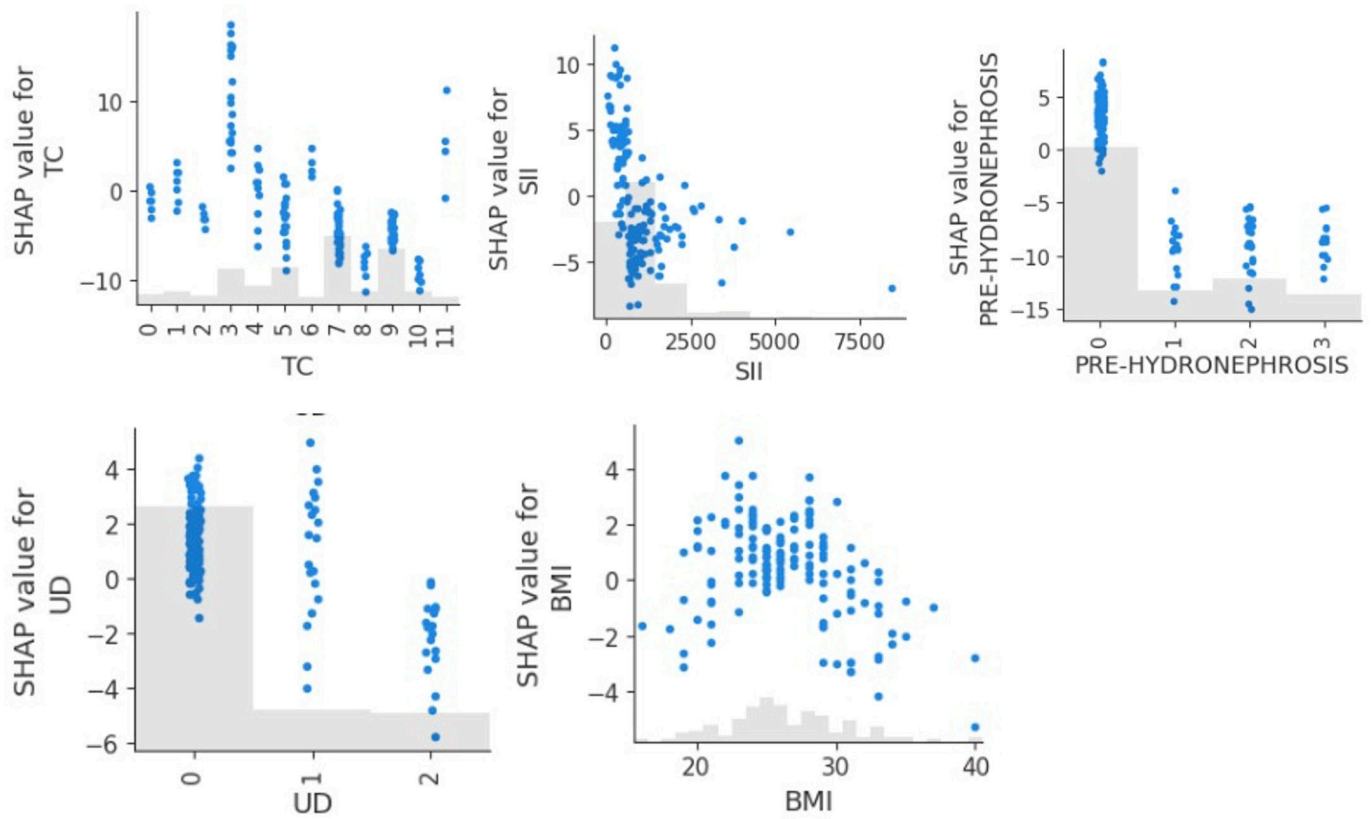 SHAP value for
TC
10
0
−10
0 1 2 3 4 5 6 7 8 9 10 11
TC
SHAP value for
SII
10
5
0
−5
0 2500 5000 7500
SII
SHAP value for
PRE-HYDRONEPHROSIS
5
0
−5
−10
−15
0 1 2 3
PRE-HYDRONEPHROSIS
SHAP value for
UD
4
2
0
−2
−4
−6
0 1 2
UD
SHAP value for
BMI
4
2
0
−2
−4
20 30 40
BMI